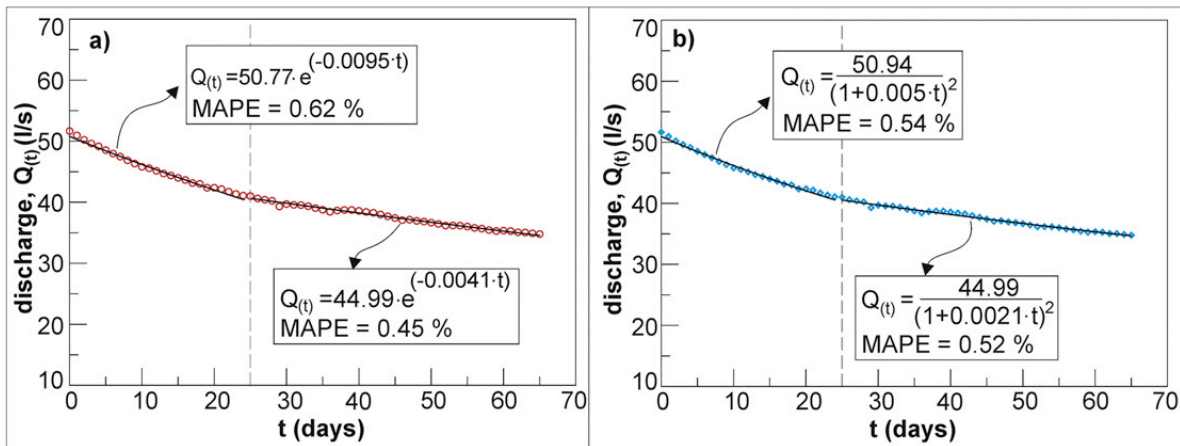 a)
discharge, Q(t) (l/s)
70
60
50
40
30
20
10
Q(t) =50.77·e(-0.0095·t)
MAPE = 0.62 %
Q(t) =44.99·e(-0.0041·t)
MAPE = 0.45 %
0 10 20 30 40 50 60 70
t (days)
b)
discharge, Q(t) (l/s)
70
60
50
40
30
20
10
Q(t) = 50.94
(1+0.005·t)2
MAPE = 0.54 %
Q(t) = 44.99
(1+0.0021·t)2
MAPE = 0.52 %
0 10 20 30 40 50 60 70
t (days)